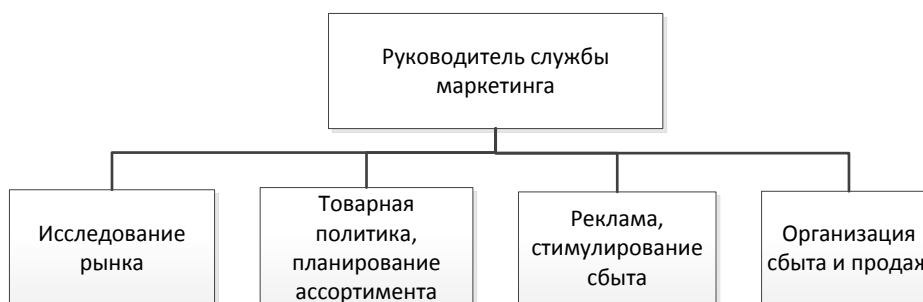 Руководитель службы
маркетинга
Исследование
рынка
Товарная
политика,
планирование
ассортимента
Реклама,
стимулирование
сбыта
Организация
сбыта и продаж